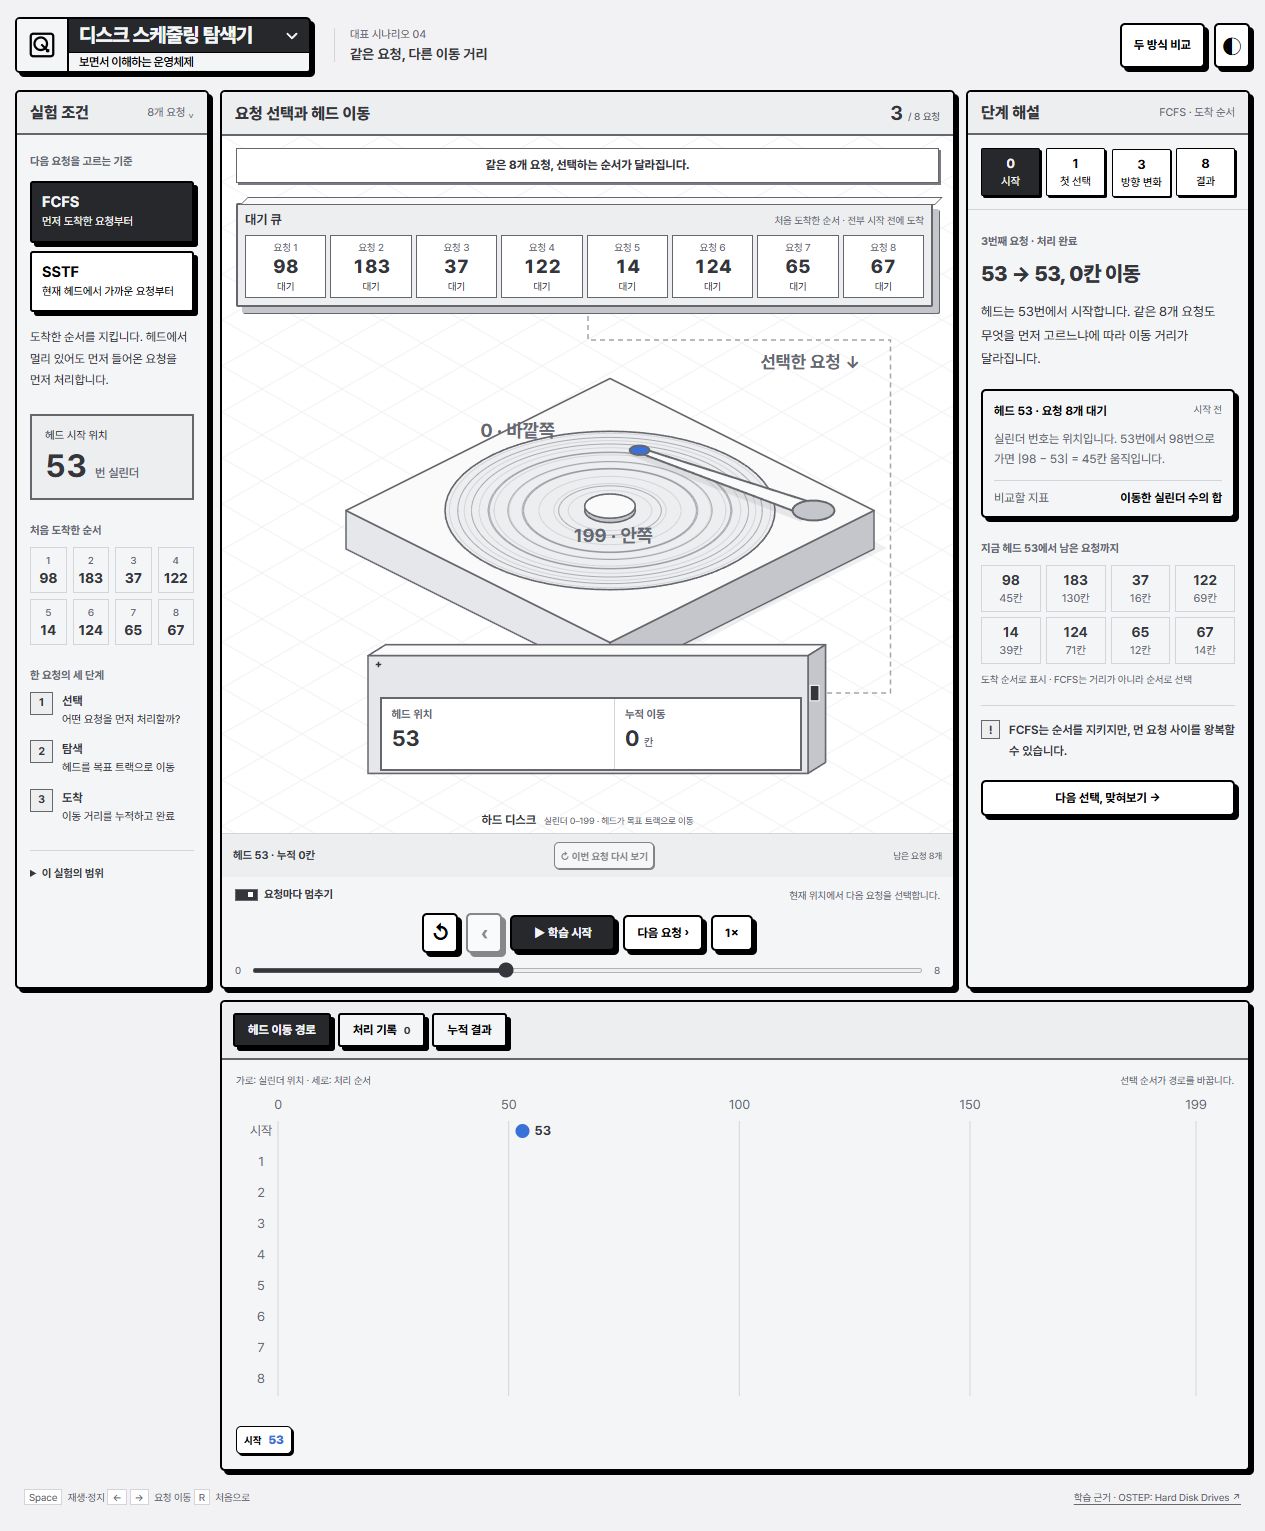 디스크 스케줄링 탐색기
보면서 이해하는 운영체제
대표 시나리오 04
같은 요청, 다른 이동 거리
두 방식 비교
실험 조건
8개 요청
다음 요청을 고르는 기준
FCFS
먼저 도착한 요청부터
SSTF
현재 헤드에서 가까운 요청부터
도착한 순서를 지킵니다. 헤드에서
멀리 있어도 먼저 들어온 요청을
먼저 처리합니다.
헤드 시작 위치
53 번 실린더
처음 도착한 순서
1 2 3 4
98 183 37 122
5 6 7 8
14 124 65 67
한 요청의 세 단계
1 선택
어떤 요청을 먼저 처리할까?
2 탐색
헤드를 목표 트랙으로 이동
3 도착
이동 거리를 누적하고 완료
▶ 이 실험의 범위
요청 선택과 헤드 이동
3 / 8 요청
같은 8개 요청, 선택하는 순서가 달라집니다.
대기 큐
처음 도착한 순서 · 전부 시작 전에 도착
요청 1 요청 2 요청 3 요청 4 요청 5 요청 6 요청 7 요청 8
98 183 37 122 14 124 65 67
대기 대기 대기 대기 대기 대기 대기 대기
선택한 요청 ↓
0 · 바깥쪽
199 · 안쪽
헤드 위치
53
누적 이동
0 칸
하드 디스크 실린더 0–199 · 헤드가 목표 트랙으로 이동
헤드 53 · 누적 0칸
↻ 이번 요청 다시 보기
남은 요청 8개
요청마다 멈추기
현재 위치에서 다음 요청을 선택합니다.
‹
▶ 학습 시작
다음 요청 ›
1×
0
8
단계 해설
FCFS · 도착 순서
0 1 3 8
시작 첫 선택 방향 변화 결과
3번째 요청 · 처리 완료
53 → 53, 0칸 이동
헤드는 53번에서 시작합니다. 같은 8개 요청도
무엇을 먼저 고르느냐에 따라 이동 거리가
달라집니다.
헤드 53 · 요청 8개 대기
시작 전
실린더 번호는 위치입니다. 53번에서 98번으로
가면 |98 − 53| = 45칸 움직입니다.
비교할 지표
이동한 실린더 수의 합
지금 헤드 53에서 남은 요청까지
98 183 37 122
45칸 130칸 16칸 69칸
14 124 65 67
39칸 71칸 12칸 14칸
도착 순서로 표시 · FCFS는 거리가 아니라 순서로 선택
! FCFS는 순서를 지키지만, 먼 요청 사이를 왕복할
수 있습니다.
다음 선택, 맞혀보기 →
헤드 이동 경로
처리 기록 0
누적 결과
가로: 실린더 위치 · 세로: 처리 순서
선택 순서가 경로를 바꿉니다.
0 50 100 150 199
시작 53
1
2
3
4
5
6
7
8
시작 53
Space 재생·정지 ← → 요청 이동 R 처음으로
학습 근거 · OSTEP: Hard Disk Drives ↗